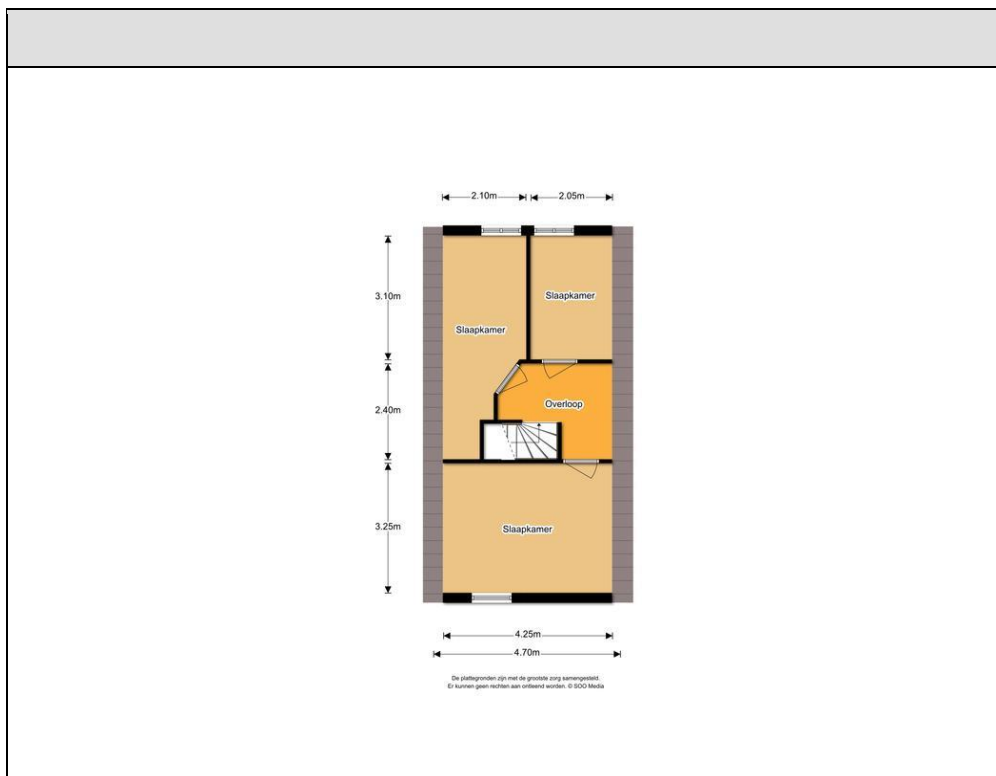 2.10m
2.05m
3.10m
Slaapkamer
Slaapkamer
2.40m
Overloop
3.25m
Slaapkamer
4.25m
4.70m
De plattegronden zijn met de grootste zorg samengesteld.
Er kunnen geen rechten aan ontleend worden. © SOO Media